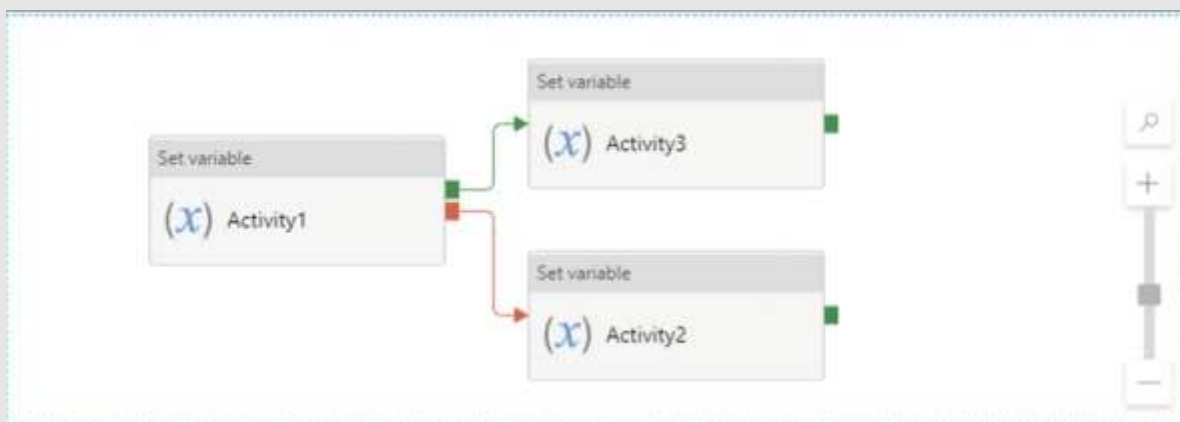 Set variable
(x) Activity1
Set variable
(x) Activity3
Set variable
(x) Activity2